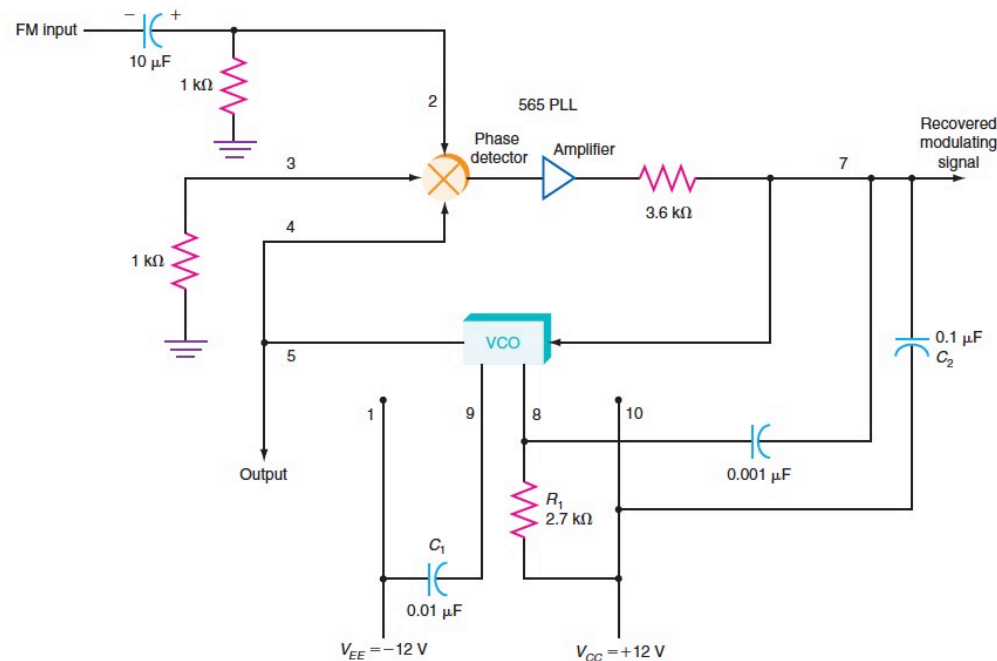 FM input
− +
10 μF
1 kΩ
2
565 PLL
Phase
detector
Amplifier
Recovered
modulating
signal
3
7
3.6 kΩ
4
1 kΩ
VCO
5
0.1 μF
C2
1
9
8
10
Output
0.001 μF
R1
2.7 kΩ
C1
0.01 μF
VEE = −12 V
VCC = +12 V